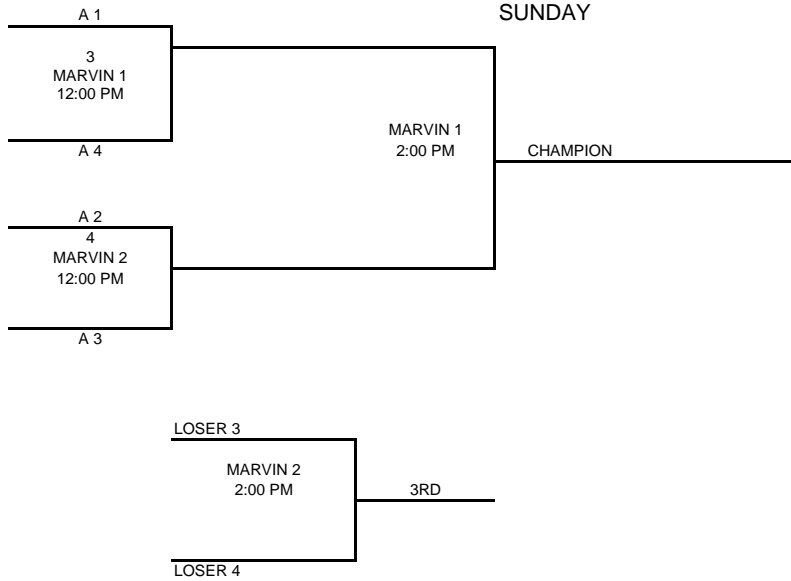 SUNDAY
A 1
3
MARVIN 1
12:00 PM
A 4
MARVIN 1
2:00 PM
CHAMPION
A 2
4
MARVIN 2
12:00 PM
A 3
LOSER 3
MARVIN 2
2:00 PM
3RD
LOSER 4